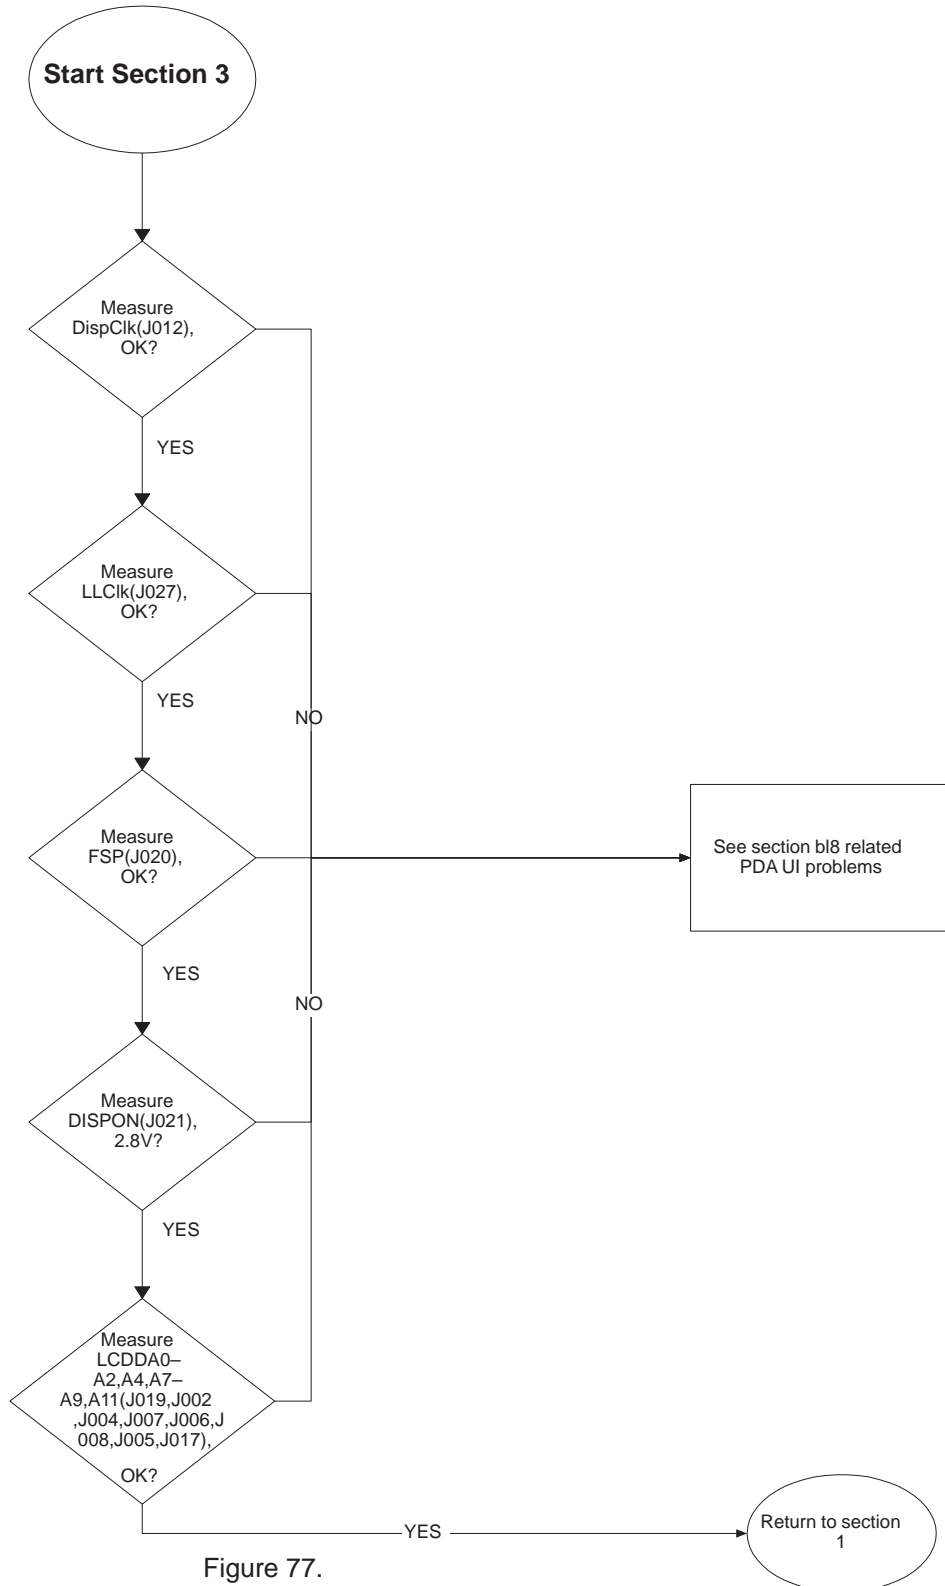 Start Section 3
Measure
DispClk(J012),
OK?
YES
Measure
LLClk(J027),
OK?
YES
NO
Measure
FSP(J020),
OK?
See section bl8 related
PDA UI problems
YES
NO
Measure
DISPON(J021),
2.8V?
YES
Measure
LCDDA0–
A2,A4,A7–
A9,A11(J019,J002
,J004,J007,J006,J
008,J005,J017),
OK?
YES
Return to section
1
Figure 77.